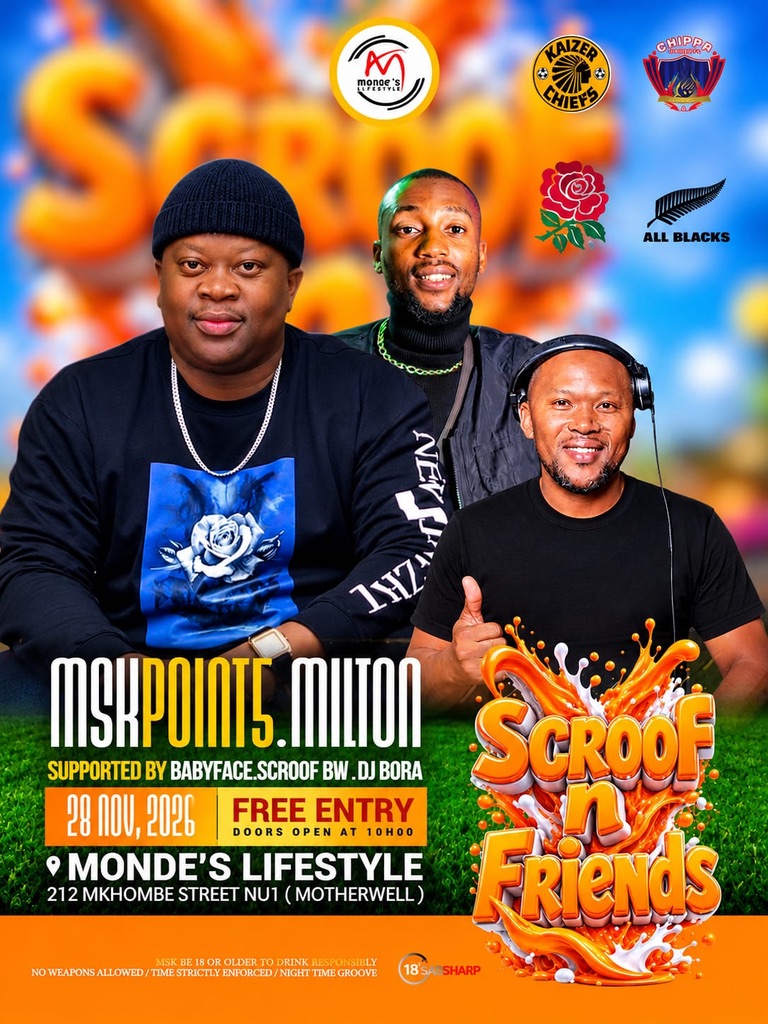 MONDE'S
LIFESTYLE
KAIZER
CHIEFS
CHIPPA
ALL BLACKS
SCROOF
MSKPOINT5.MILTON
SUPPORTED BY BABYFACE.SCROOF BW .DJ BORA
28 NOV, 2026
FREE ENTRY
DOORS OPEN AT 10H00
MONDE'S LIFESTYLE
212 MKHOMBE STREET NU1 ( MOTHERWELL )
SCROOF
n
FRiENDS
MSK BE 18 OR OLDER TO DRINK RESPONSIBLY
NO WEAPONS ALLOWED / TIME STRICTLY ENFORCED / NIGHT TIME GROOVE
18+ SABSHARP